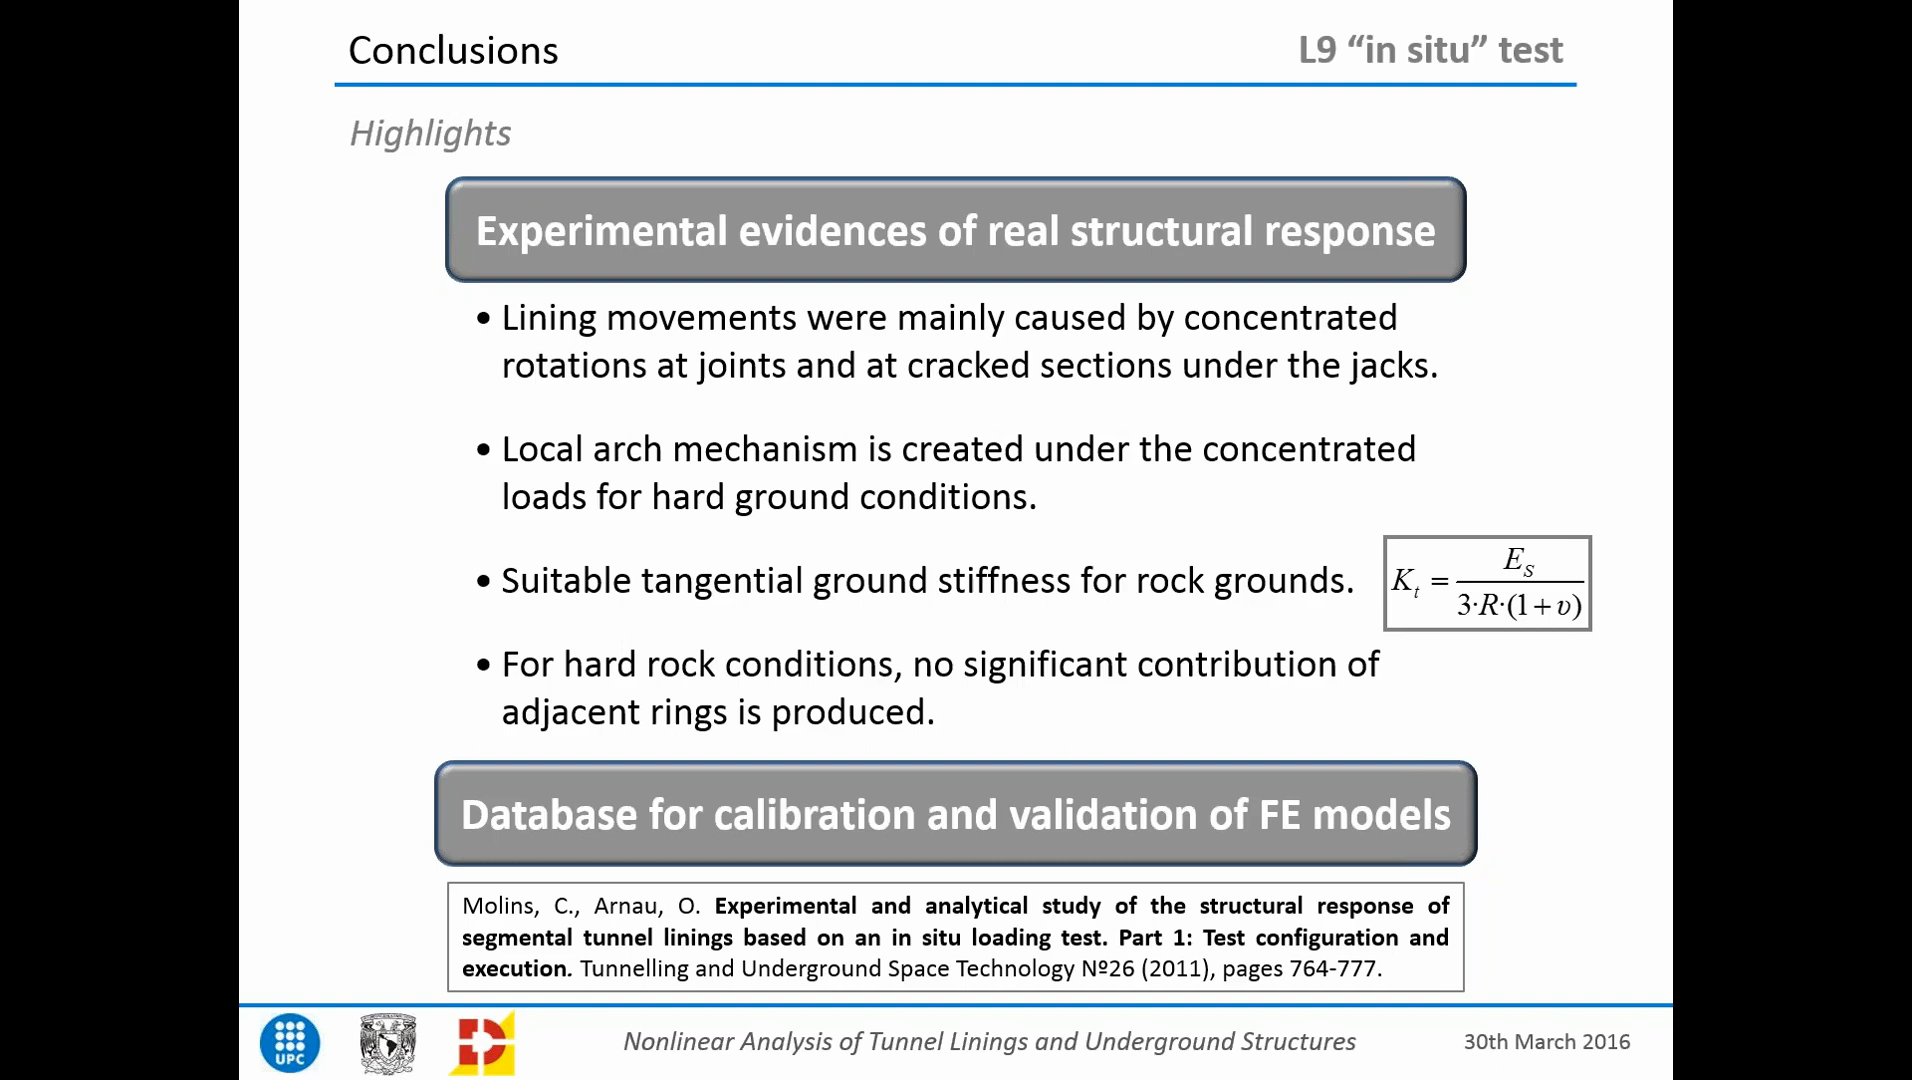 Conclusions
L9 “in situ” test
Highlights
Experimental evidences of real structural response
• Lining movements were mainly caused by concentrated
rotations at joints and at cracked sections under the jacks.
• Local arch mechanism is created under the concentrated
loads for hard ground conditions.
• Suitable tangential ground stiffness for rock grounds.
K_t = E_S / 3·R·(1+υ)
• For hard rock conditions, no significant contribution of
adjacent rings is produced.
Database for calibration and validation of FE models
Molins, C., Arnau, O. Experimental and analytical study of the structural response of
segmental tunnel linings based on an in situ loading test. Part 1: Test configuration and
execution. Tunnelling and Underground Space Technology Nº26 (2011), pages 764-777.
UPC
Nonlinear Analysis of Tunnel Linings and Underground Structures
30th March 2016